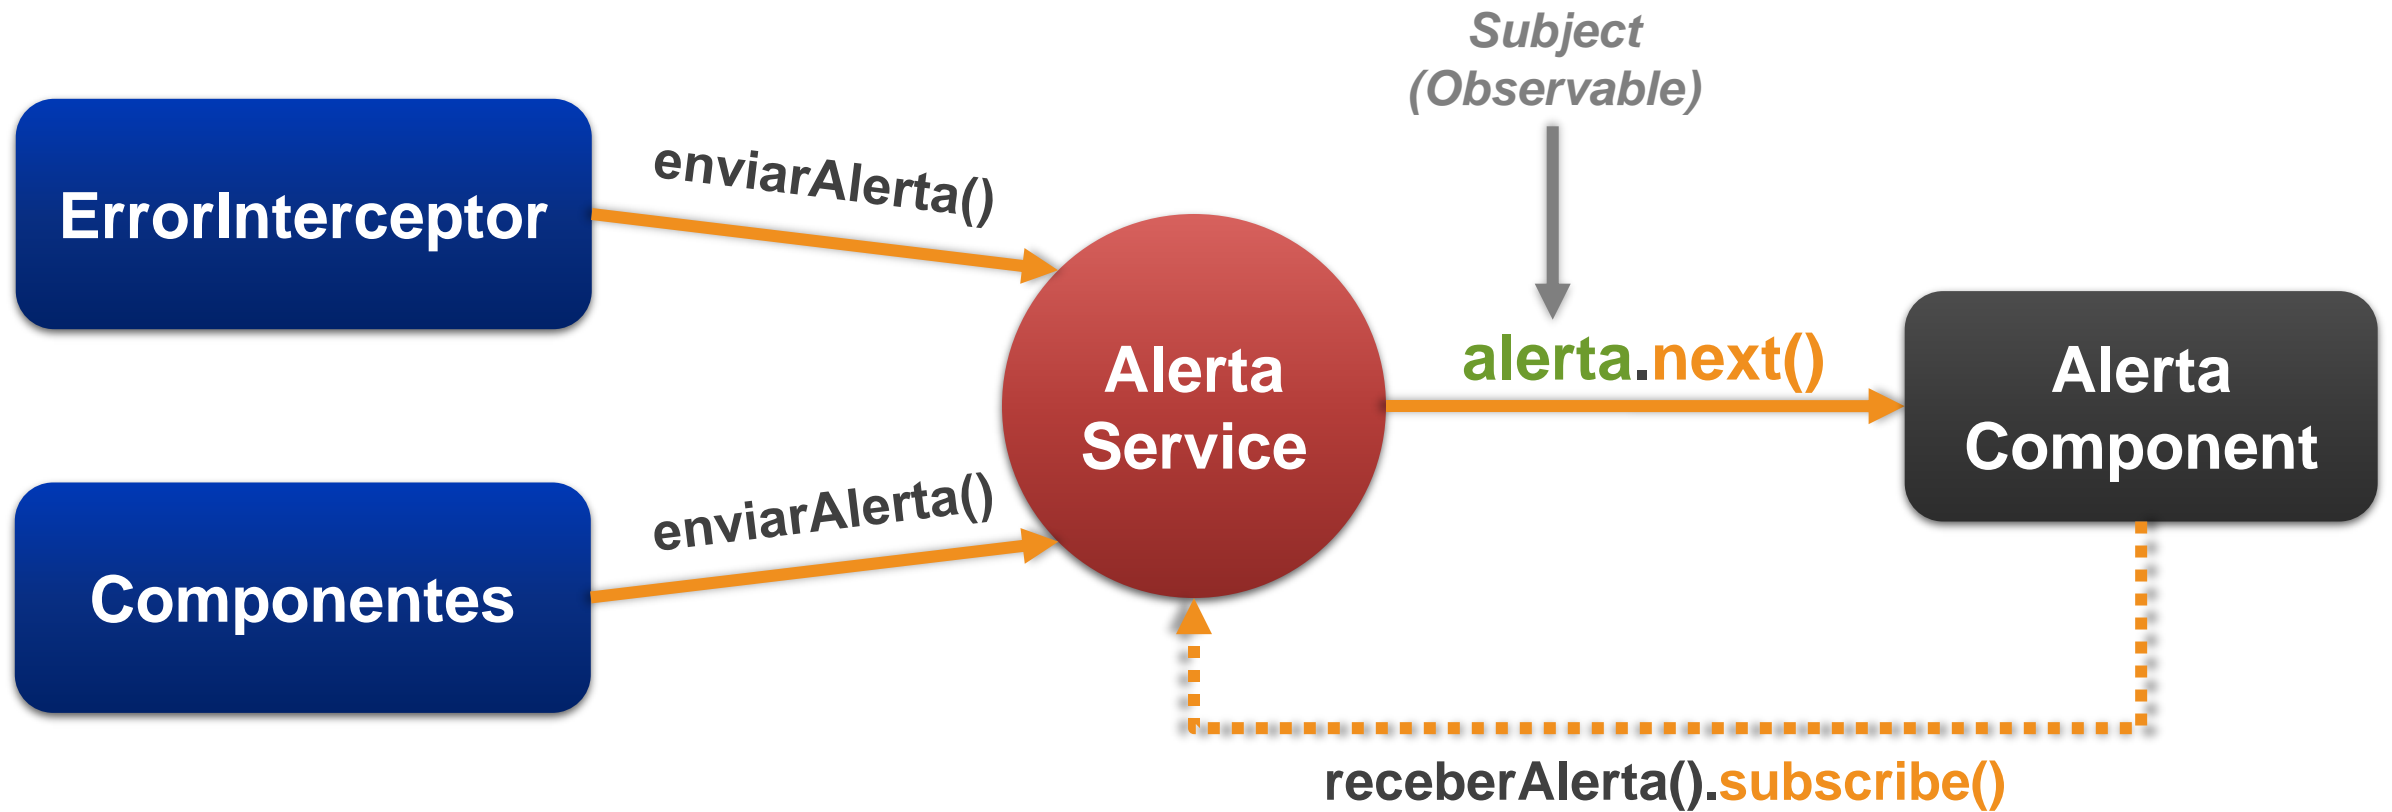 Subject
(Observable)
ErrorInterceptor
enviarAlerta()
alerta.next()
Alerta
Service
Alerta
Component
enviarAlerta()
Componentes
receberAlerta().subscribe()